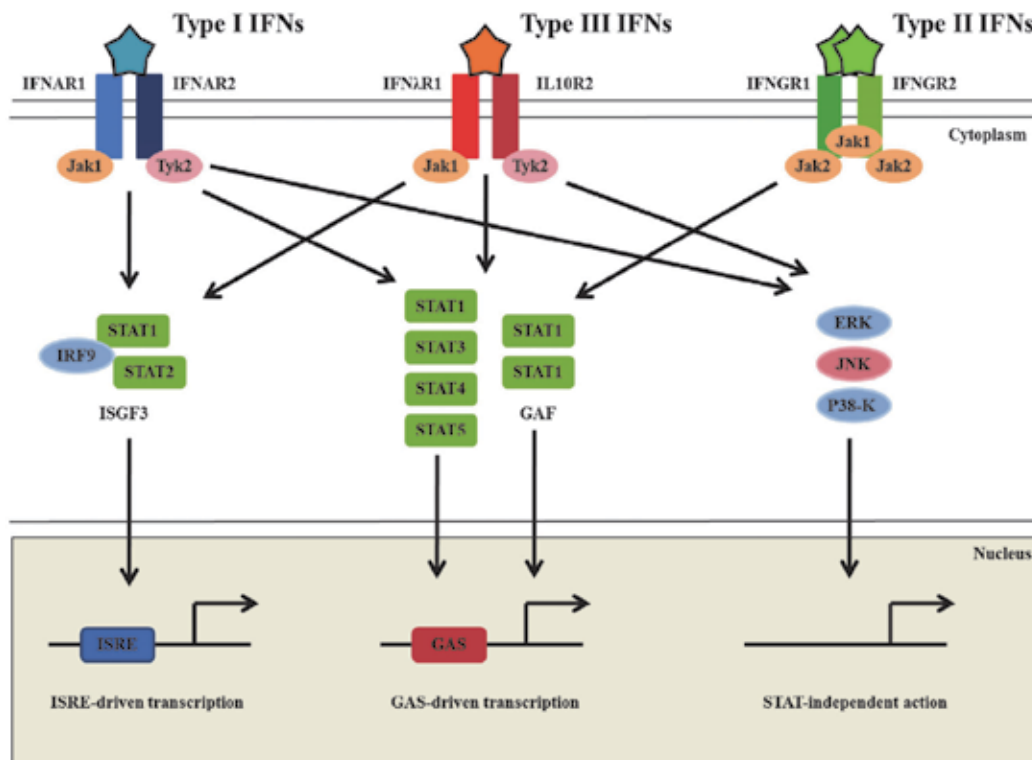 Type I IFNs
Type III IFNs
Type II IFNs
IFNAR1
IFNAR2
IFNλR1
IL10R2
IFNGR1
IFNGR2
Cytoplasm
Jak1
Tyk2
Jak1
Tyk2
Jak2
Jak1
Jak2
STAT1
IRF9
STAT2
ISGF3
STAT1
STAT3
STAT4
STAT5
STAT1
STAT1
GAF
ERK
JNK
P38-K
Nucleus
ISRE
GAS
ISRE-driven transcription
GAS-driven transcription
STAT-independent action